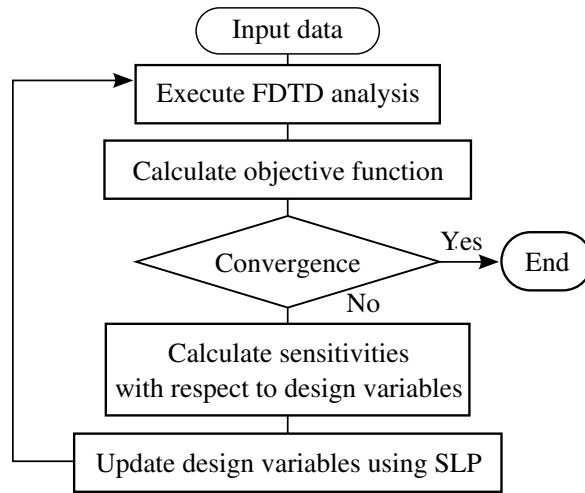 Input data
Execute FDTD analysis
Calculate objective function
Convergence
Yes
End
No
Calculate sensitivities
with respect to design variables
Update design variables using SLP